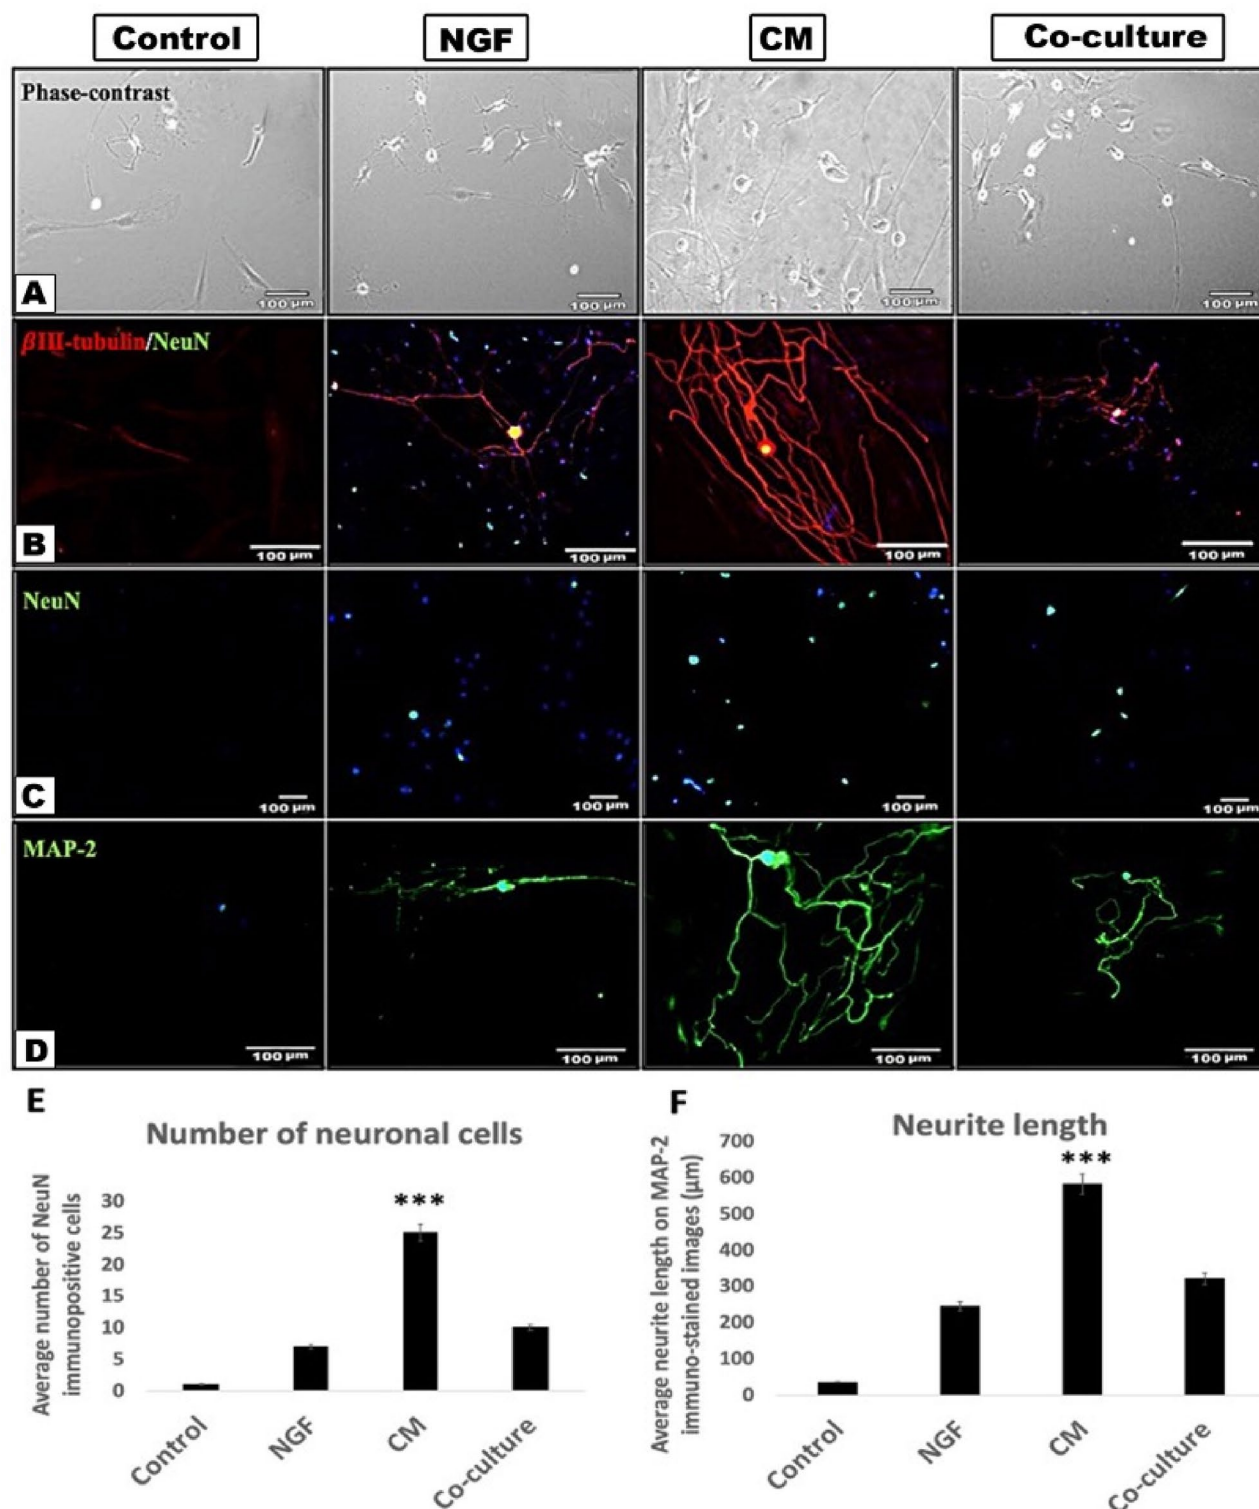 Control NGF CM Co-culture
Phase-contrast
A 100 µm 100 µm 100 µm 100 µm
βIII-tubulin/NeuN
B 100 µm 100 µm 100 µm 100 µm
NeuN
C 100 µm 100 µm 100 µm 100 µm
MAP-2
D 100 µm 100 µm 100 µm 100 µm
E
Number of neuronal cells
Average number of NeuN
immunopositive cells
30
25
20
15
10
5
0
***
Control NGF CM Co-culture
F
Neurite length
Average neurite length on MAP-2
immuno-stained images (µm)
700
600
500
400
300
200
100
0
***
Control NGF CM Co-culture